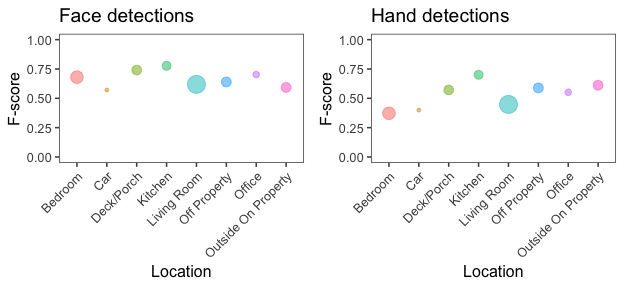 Face detections
F-score
1.00
0.75
0.50
0.25
0.00
Bedroom
Car
Deck/Porch
Kitchen
Living Room
Off Property
Office
Outside On Property
Location
Hand detections
F-score
1.00
0.75
0.50
0.25
0.00
Bedroom
Car
Deck/Porch
Kitchen
Living Room
Off Property
Office
Outside On Property
Location